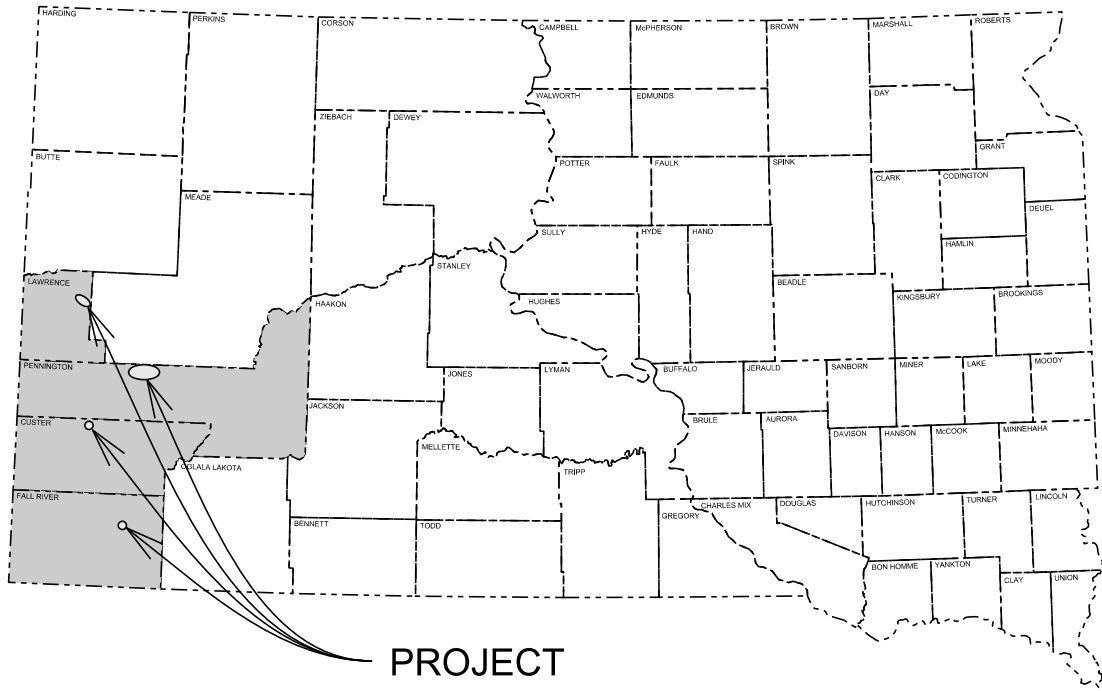 HARDING
PERKINS
CORSON
CAMPBELL
McPHERSON
BROWN
MARSHALL
ROBERTS
WALWORTH
EDMUNDS
DAY
ZIEBACH
DEWEY
GRANT
BUTTE
POTTER
FAULK
SPINK
CLARK
CODINGTON
MEADE
DEUEL
SULLY
HYDE
HAND
HAMLIN
STANLEY
LAWRENCE
BEADLE
HAAKON
HUGHES
KINGSBURY
BROOKINGS
PENNINGTON
JONES
LYMAN
BUFFALO
JERAULD
SANBORN
MINER
LAKE
MOODY
JACKSON
CUSTER
BRULE
AURORA
DAVISON
HANSON
McCOOK
MINNEHAHA
MELLETTE
OGLALA LAKOTA
TRIPP
FALL RIVER
GREGORY
CHARLES MIX
DOUGLAS
HUTCHINSON
TURNER
LINCOLN
BENNETT
TODD
BON HOMME
YANKTON
CLAY
UNION
PROJECT